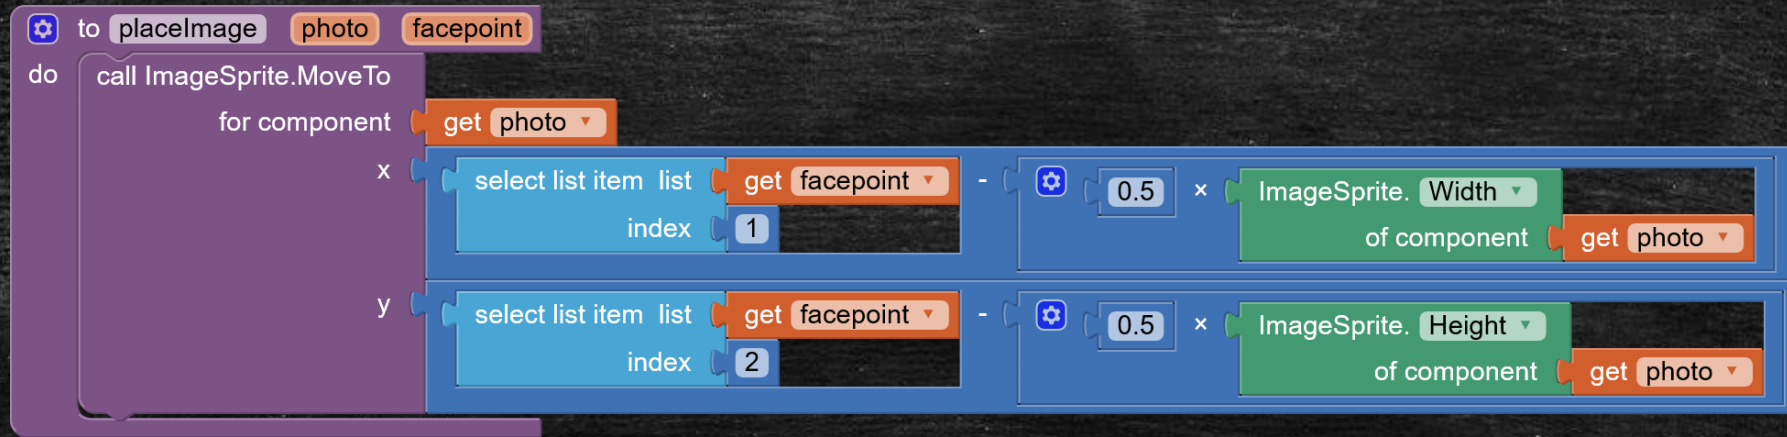 to placeImage photo facepoint
do call ImageSprite.MoveTo
for component get photo
x select list item list get facepoint - 0.5 × ImageSprite. Width
index 1 of component get photo
y select list item list get facepoint - 0.5 × ImageSprite. Height
index 2 of component get photo